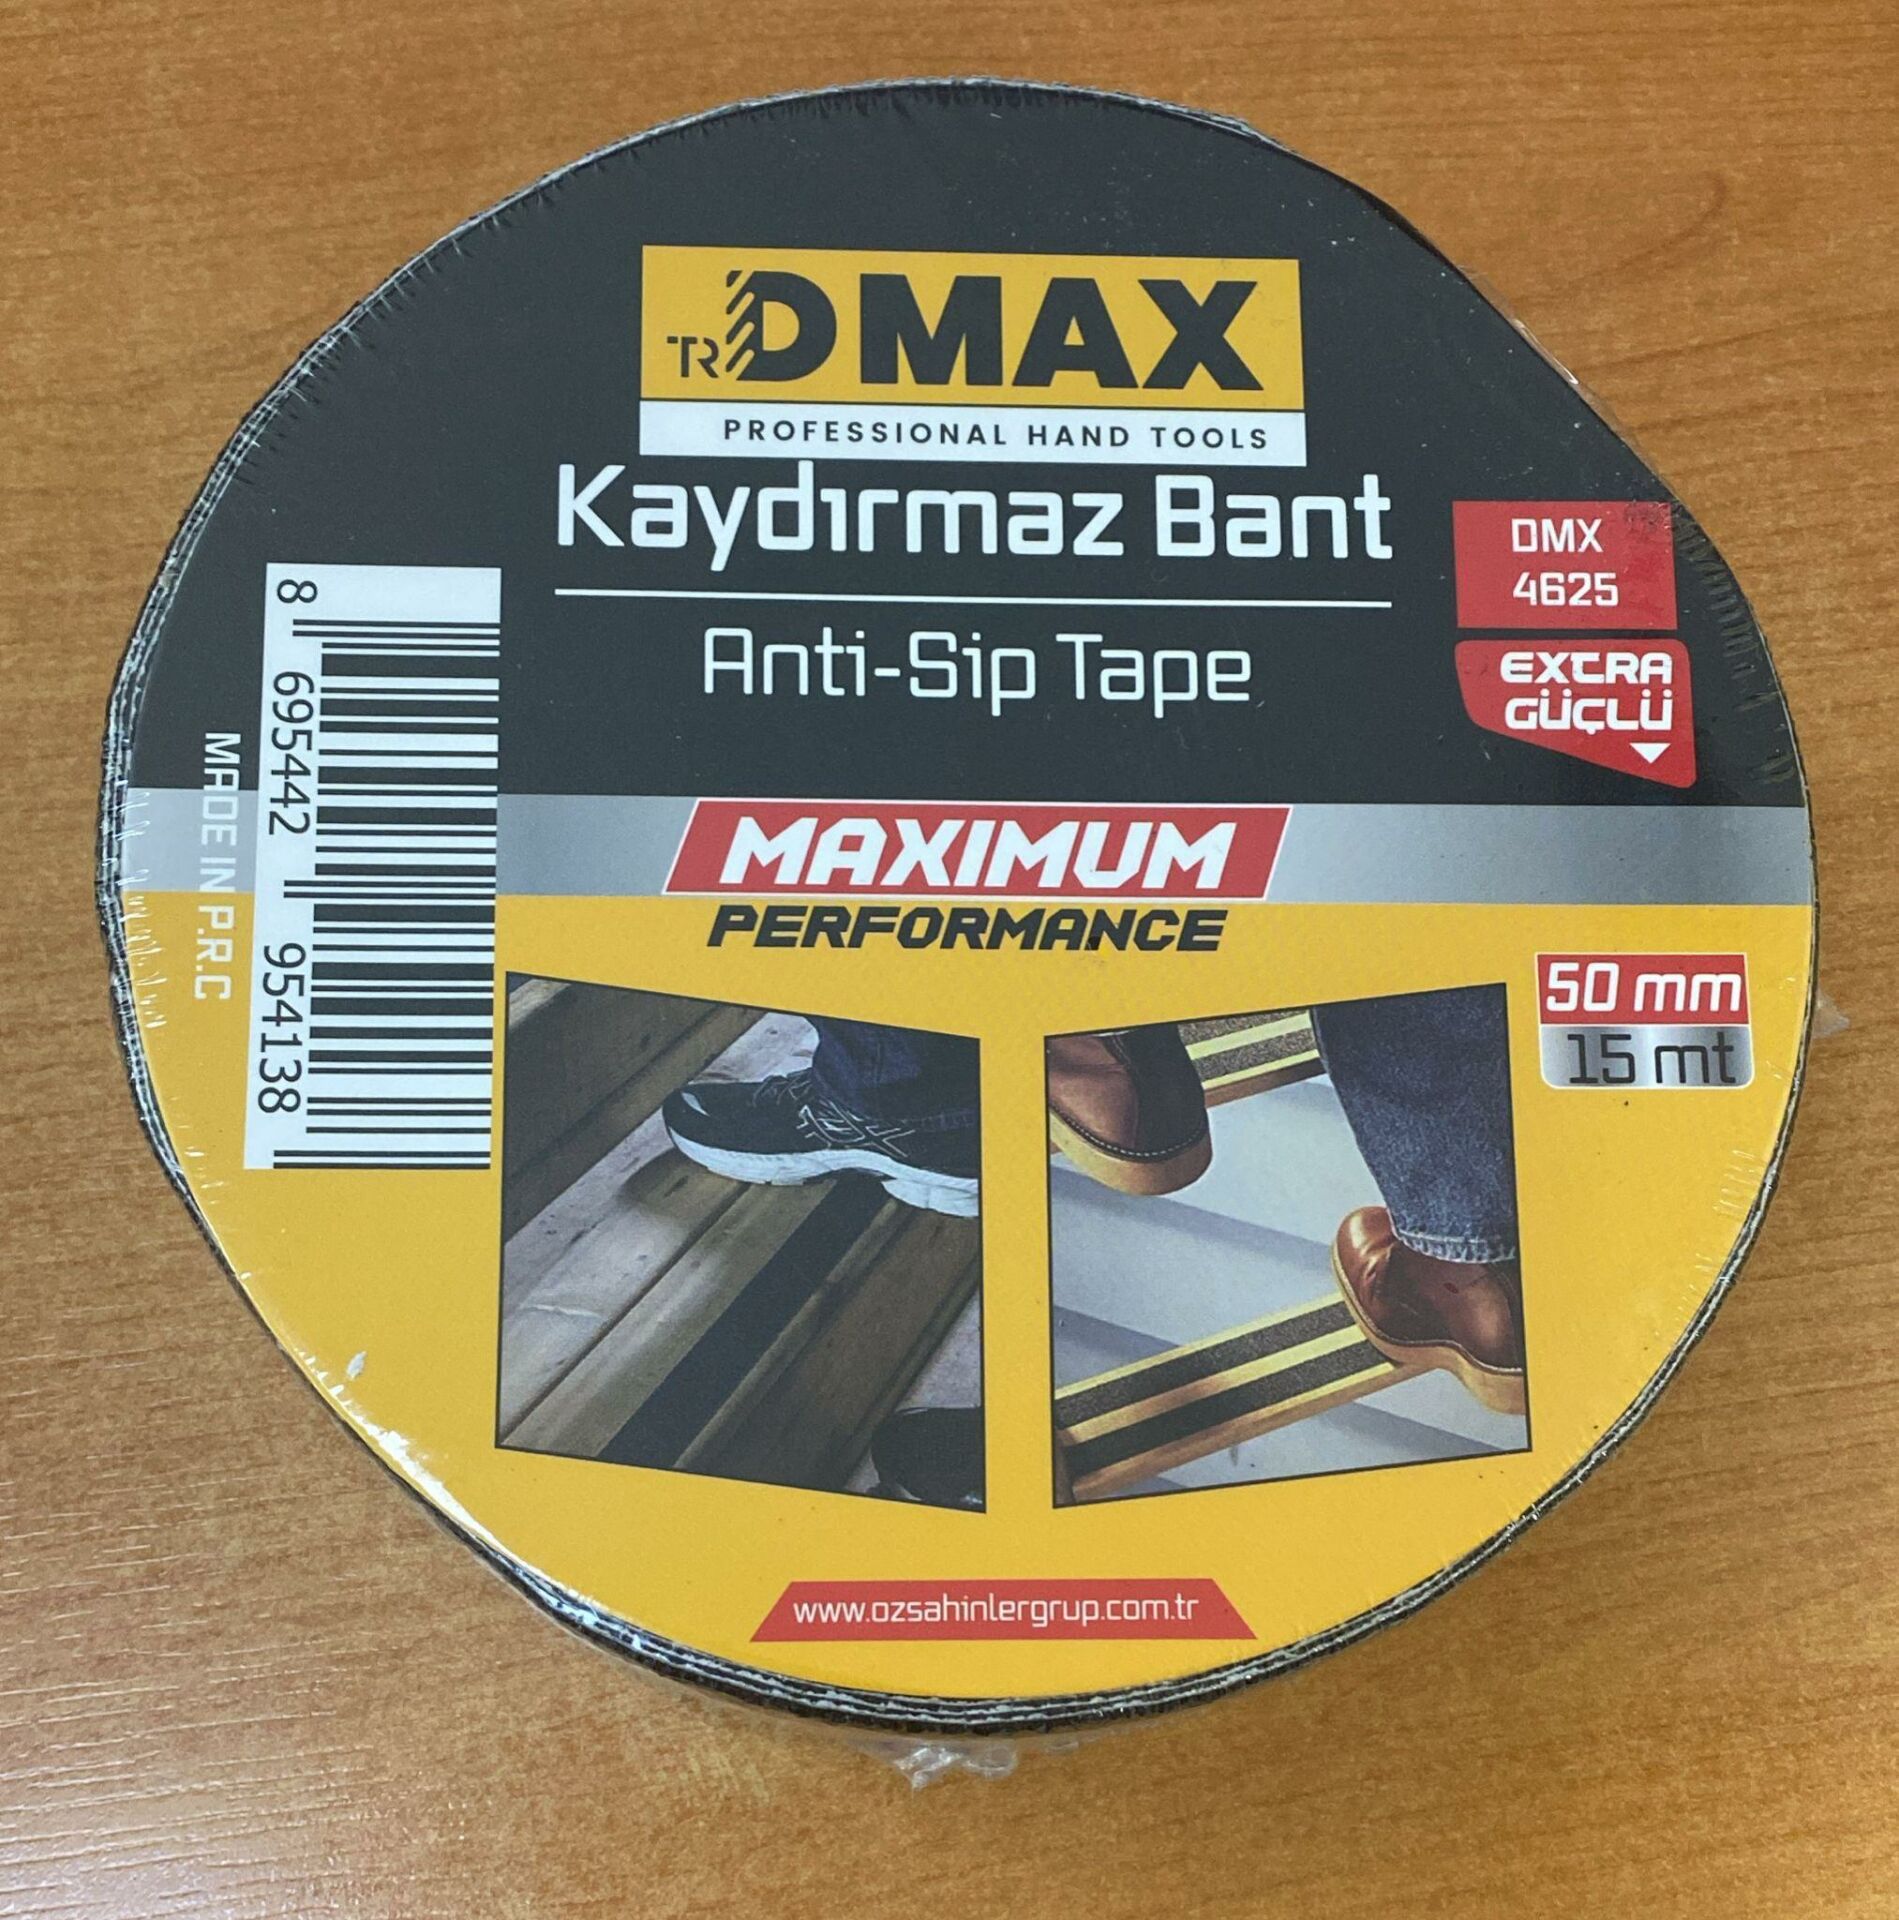 TR DMAX
PROFESSIONAL HAND TOOLS
Kaydırmaz Bant
Anti-Sip Tape
DMX
4625
EXTRA
GÜÇLÜ
8 695442 954138
MADE IN P.R.C
MAXIMUM
PERFORMANCE
50 mm
15 mt
www.ozsahinlergrup.com.tr